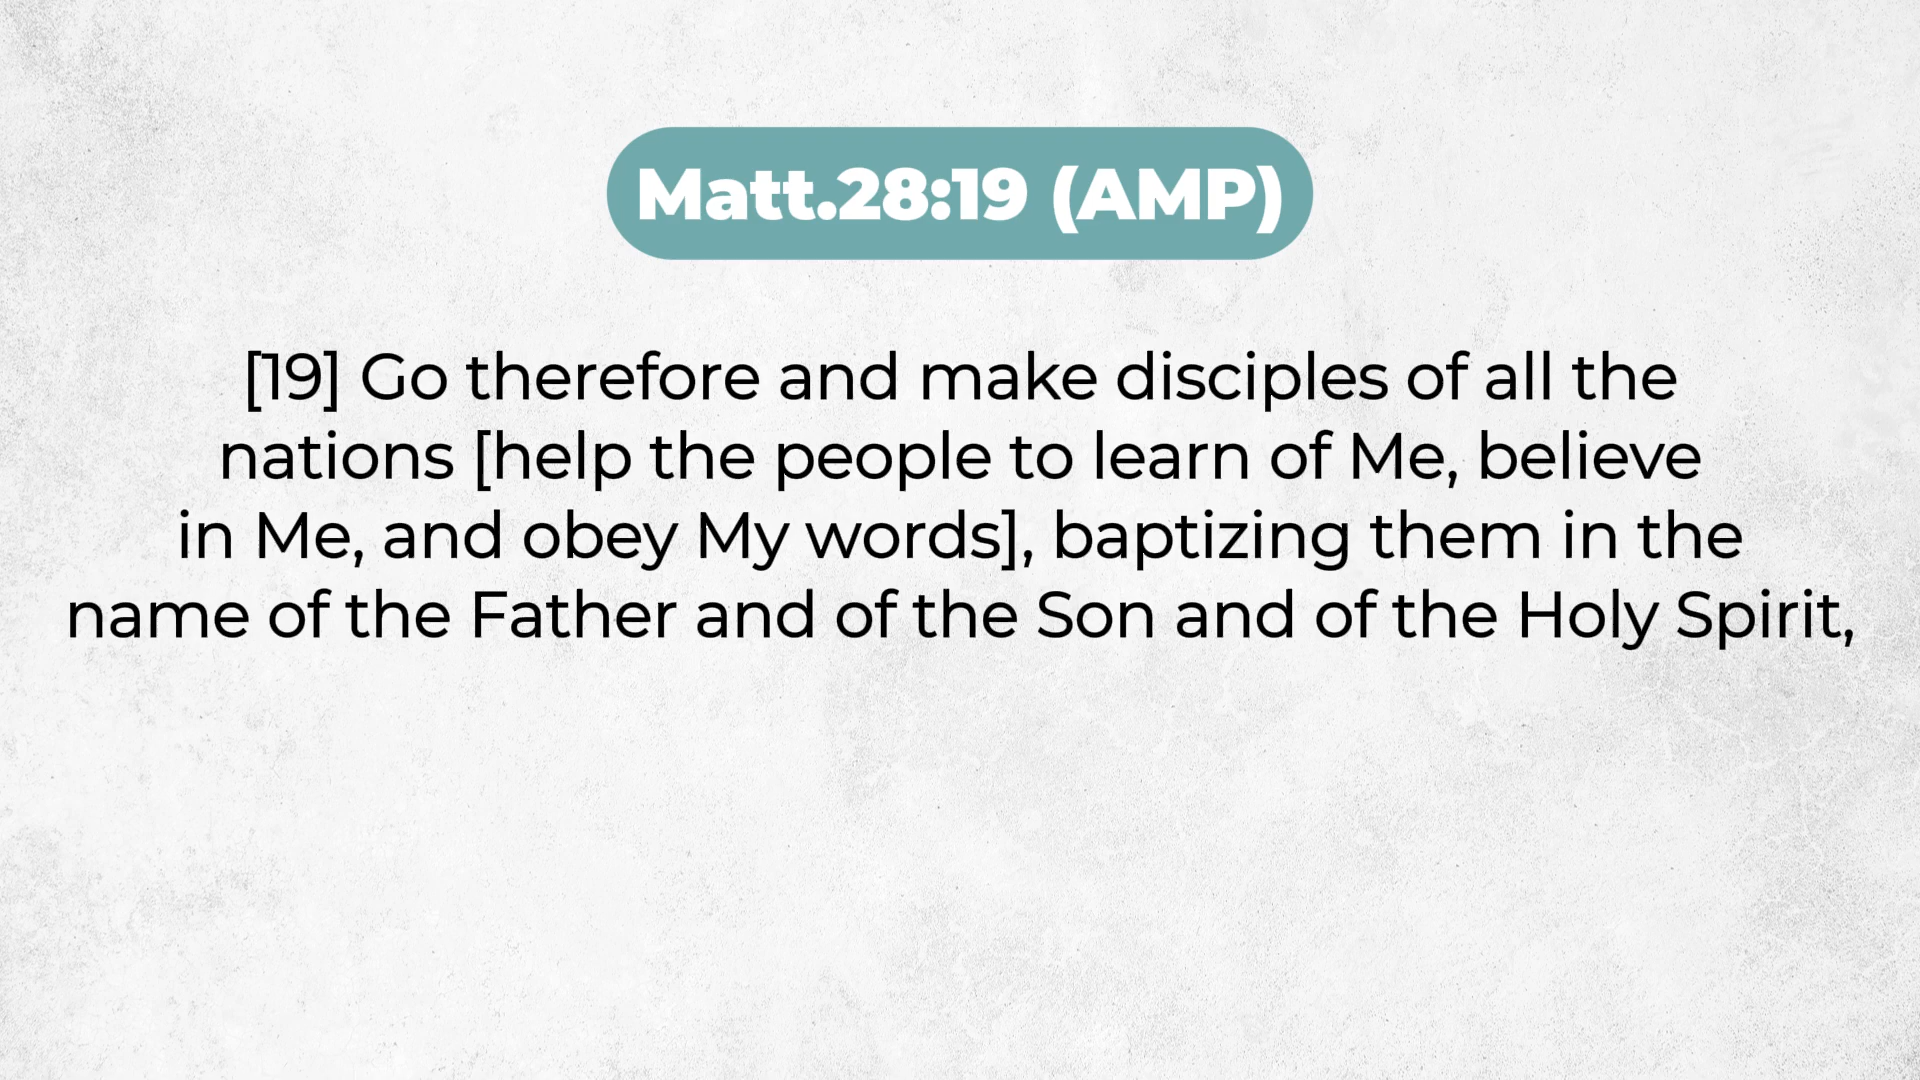 Matt.28:19 (AMP)
[19] Go therefore and make disciples of all the
nations [help the people to learn of Me, believe
in Me, and obey My words], baptizing them in the
name of the Father and of the Son and of the Holy Spirit,